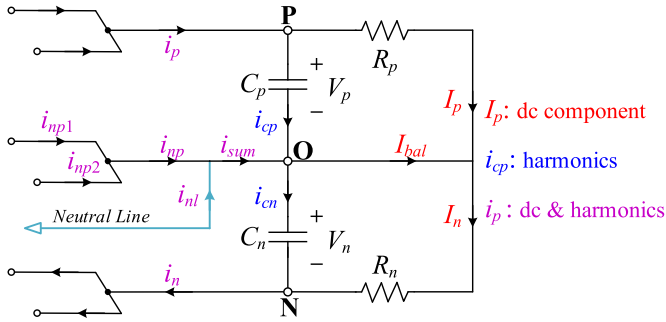 P
i_p
R_p
C_p
+
V_p
−
I_p
I_p: dc component
i_np1
i_cp
i_np2
i_np
i_sum
O
I_bal
i_cp: harmonics
i_nl
i_cn
Neutral Line
I_n
i_p: dc & harmonics
C_n
+
V_n
−
R_n
i_n
N